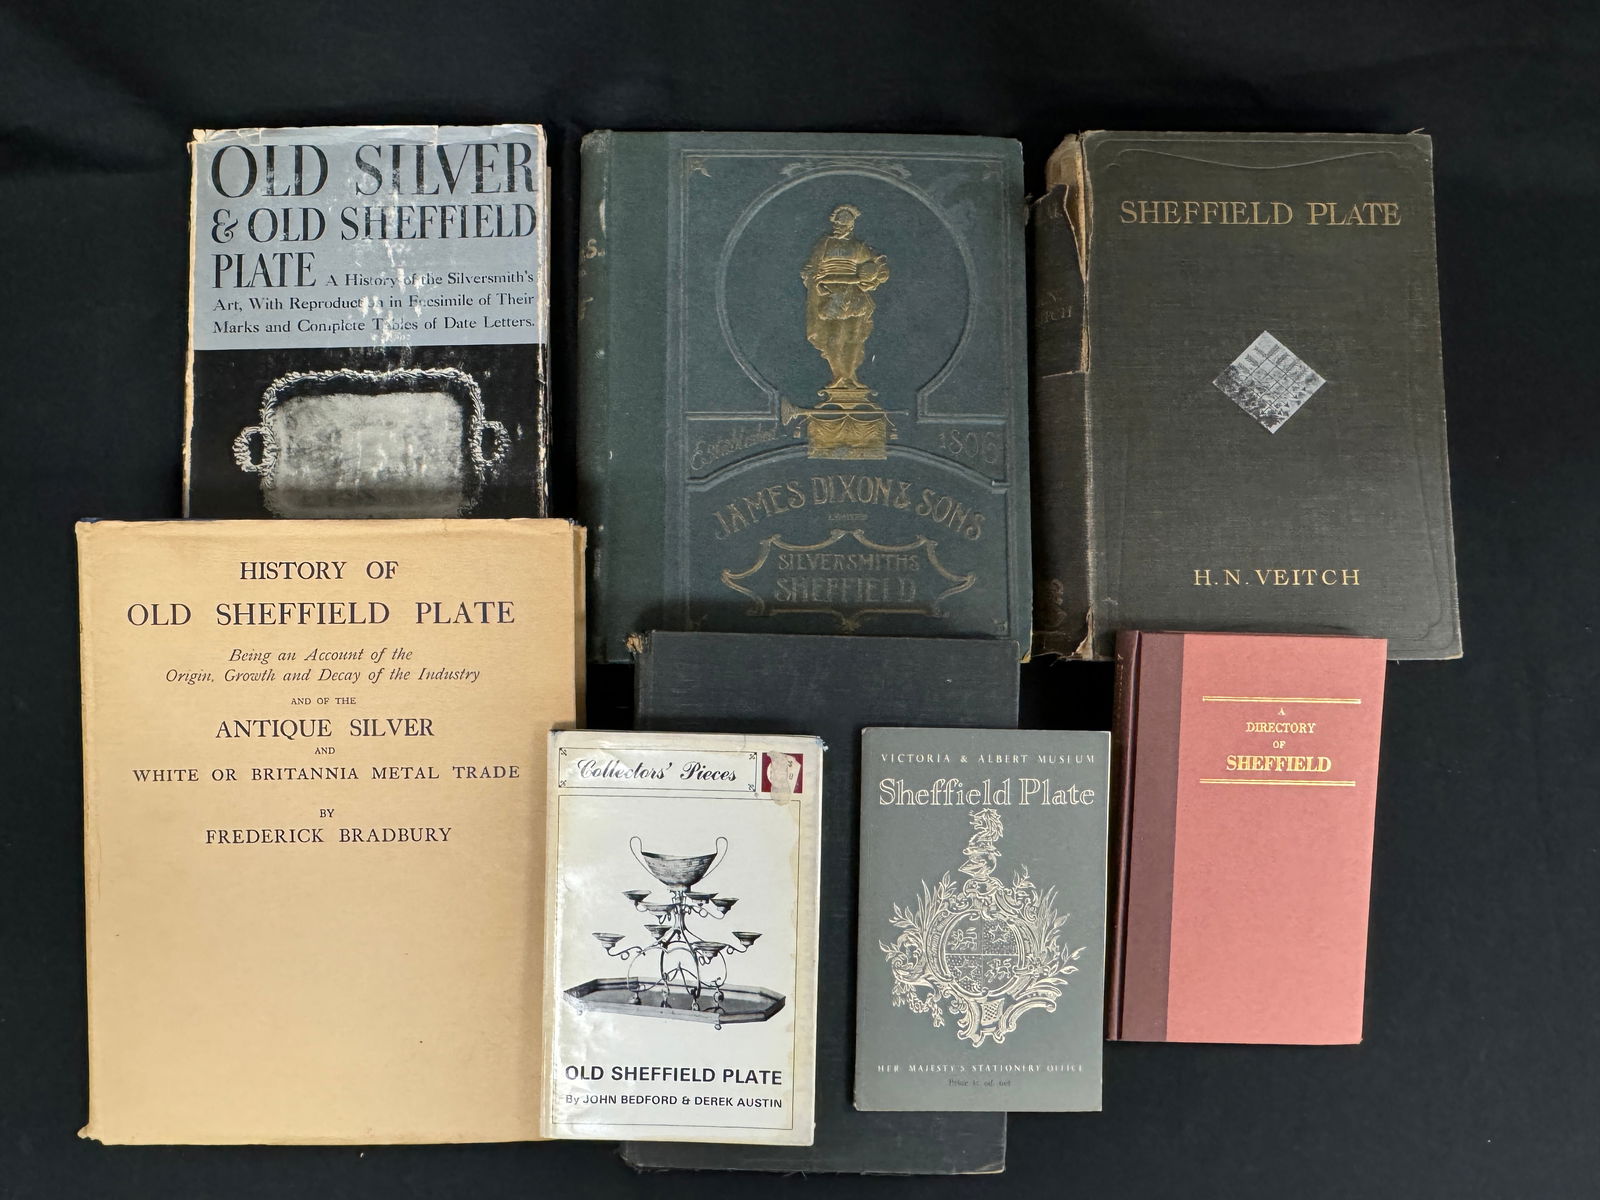 OLD SILVER
& OLD SHEFFIELD
PLATE A History of the Silversmith's
Art, With Reproduction in Facsimile of Their
Marks and Complete Tables of Date Letters.
Established 1806
JAMES DIXON & SONS
LIMITED
SILVERSMITHS
SHEFFIELD
SHEFFIELD PLATE
H. N. VEITCH
HISTORY OF
OLD SHEFFIELD PLATE
Being an Account of the
Origin, Growth and Decay of the Industry
AND OF THE
ANTIQUE SILVER
AND
WHITE OR BRITANNIA METAL TRADE
BY
FREDERICK BRADBURY
Collectors' Pieces
OLD SHEFFIELD PLATE
By JOHN BEDFORD & DEREK AUSTIN
VICTORIA & ALBERT MUSEUM
Sheffield Plate
HER MAJESTY'S STATIONERY OFFICE
A
DIRECTORY
OF
SHEFFIELD